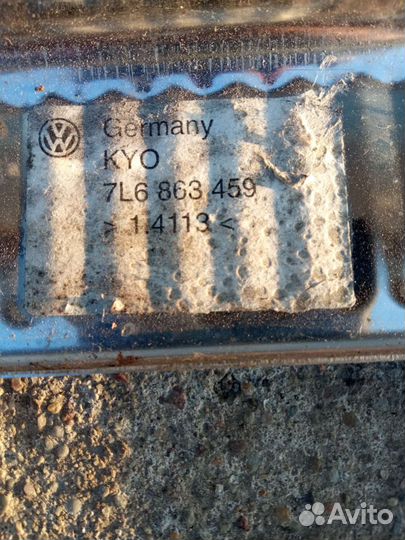 Germany
KYO
7L6 863 459
> 1.4113 <
Avito